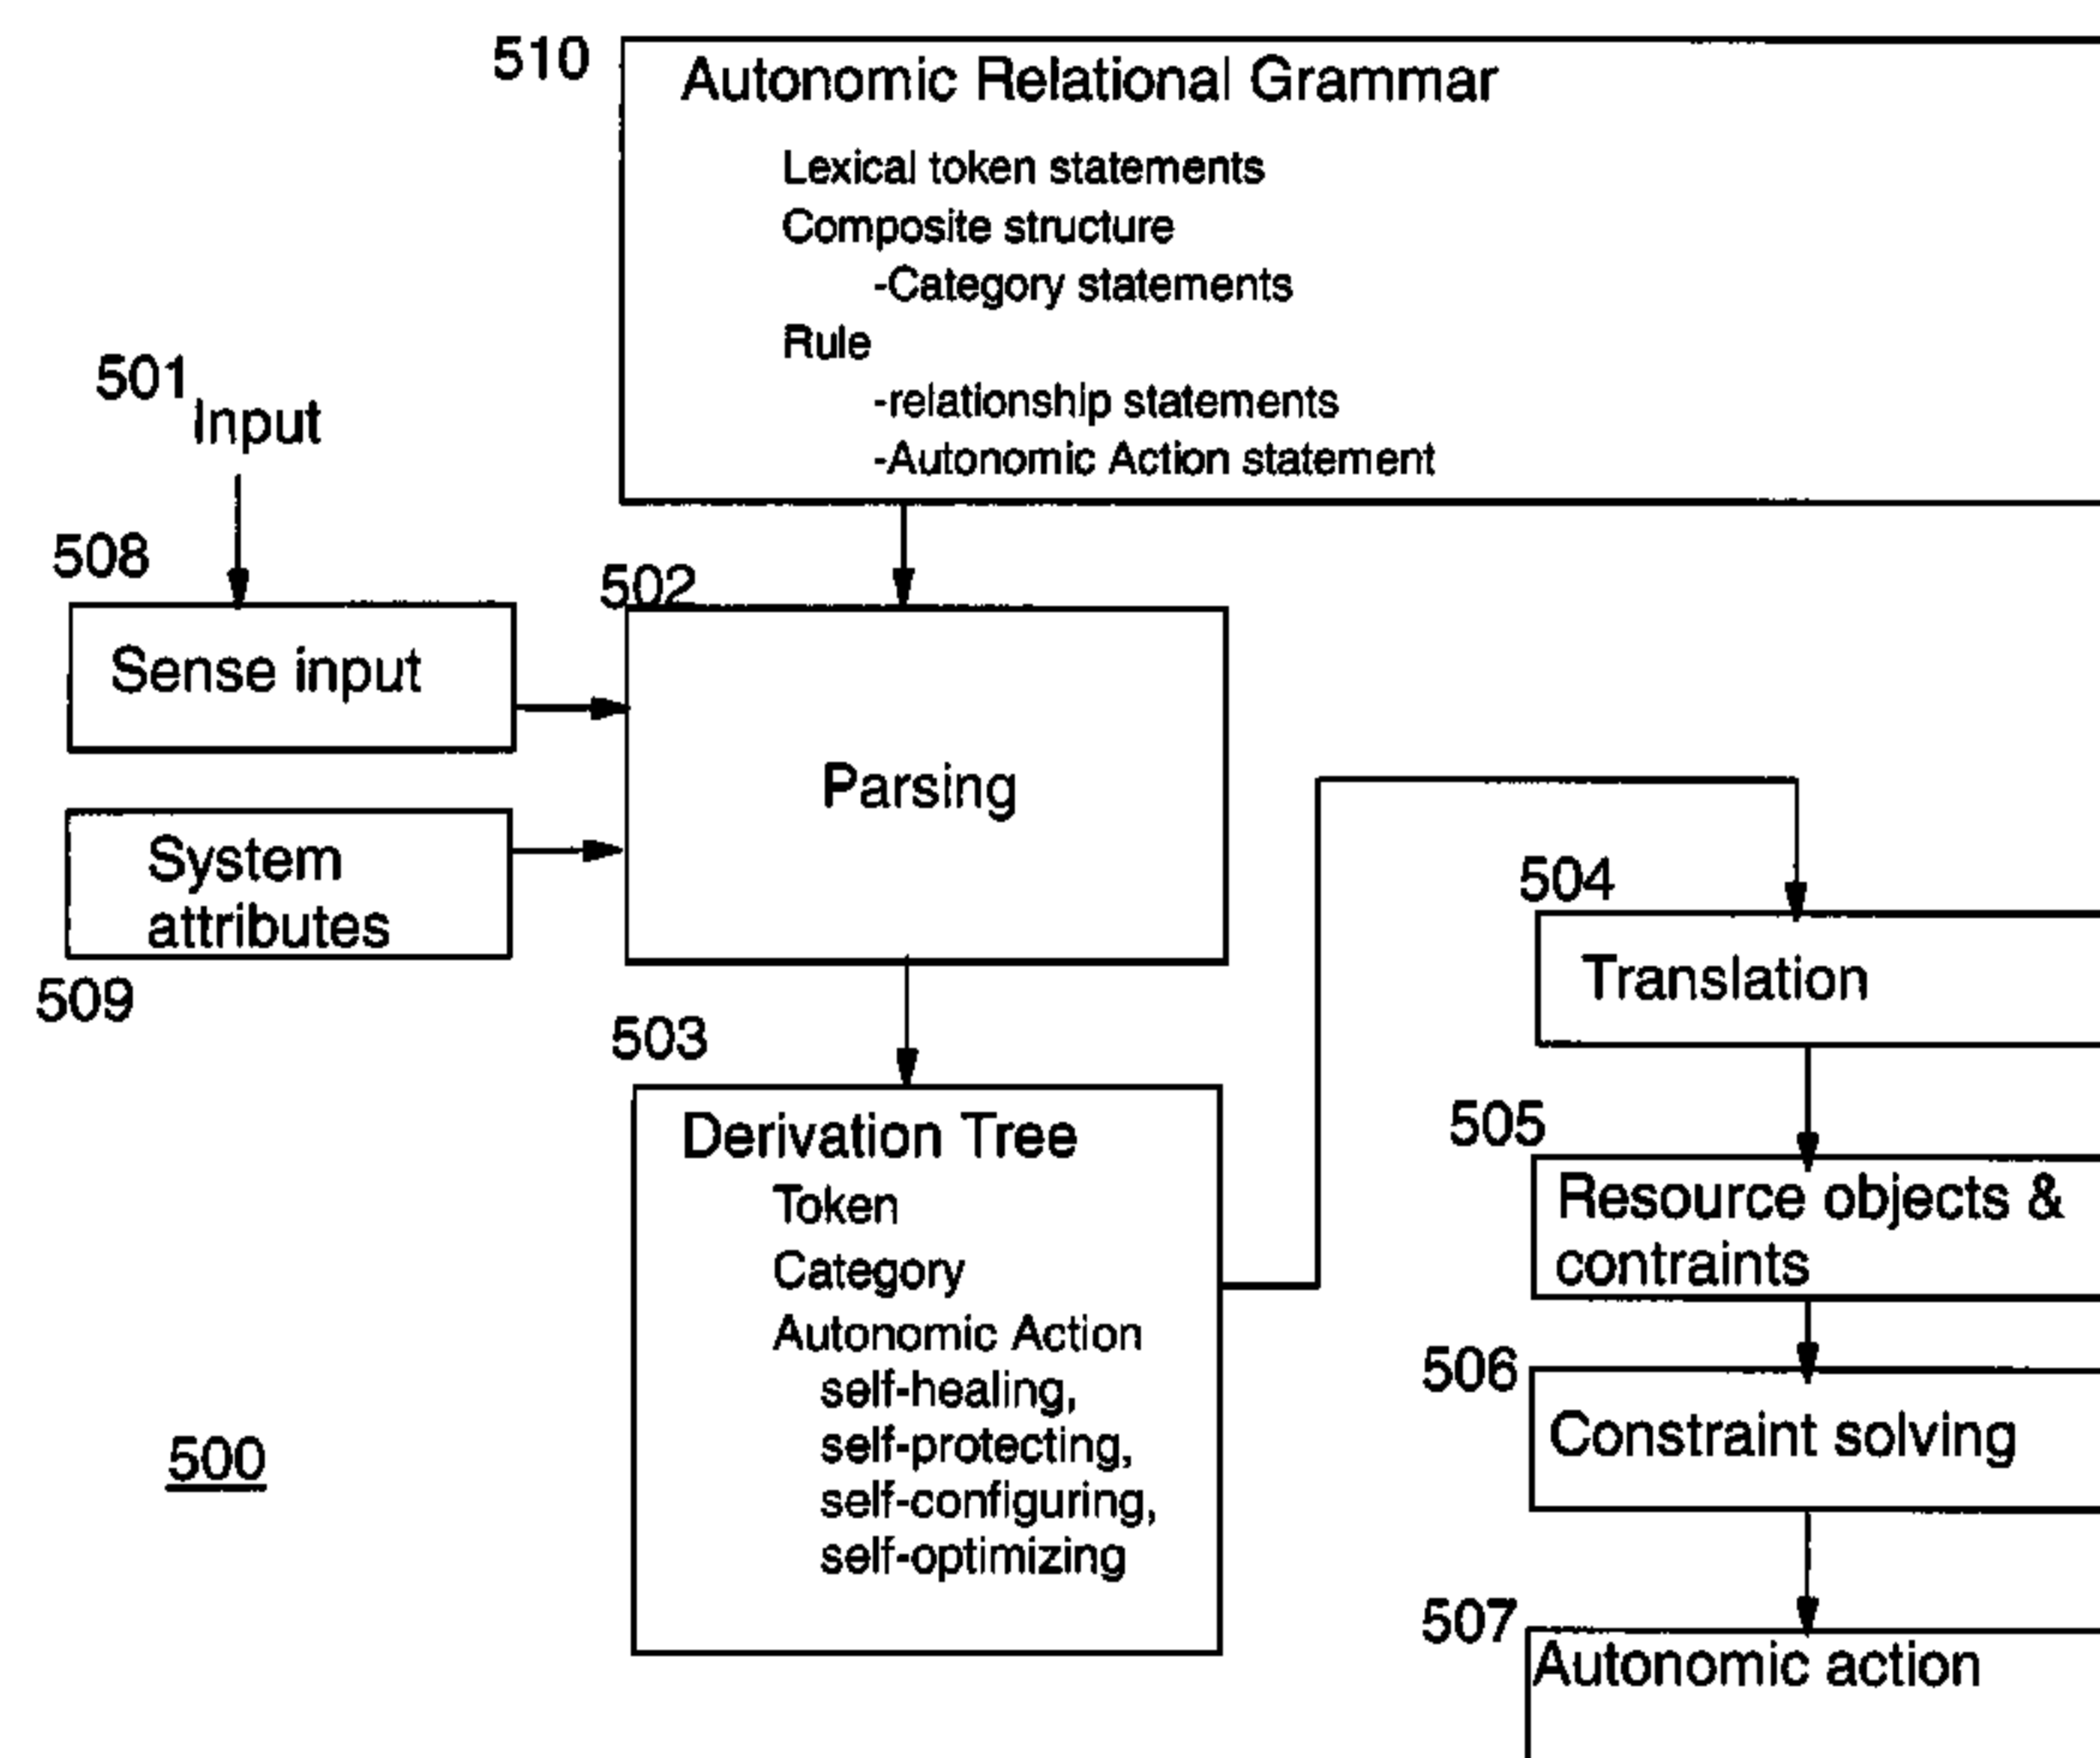 510
Autonomic Relational Grammar
Lexical token statements
Composite structure
-Category statements
Rule
-relationship statements
-Autonomic Action statement
501
Input
508
Sense input
502
Parsing
System
attributes
509
503
Derivation Tree
Token
Category
Autonomic Action
self-healing,
self-protecting,
self-configuring,
self-optimizing
500
504
Translation
505
Resource objects &
contraints
506
Constraint solving
507
Autonomic action